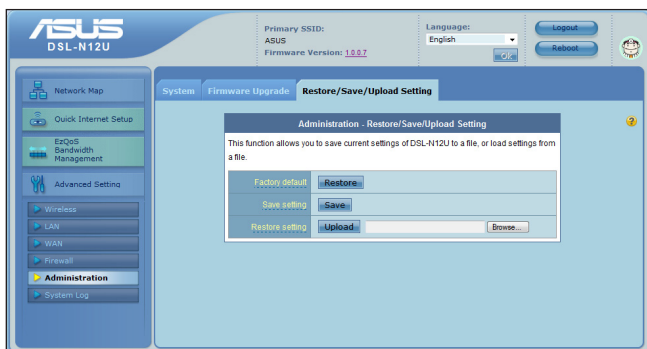 ASUS
DSL-N12U
Primary SSID:
ASUS
Firmware Version: 1.0.0.7
Language:
English
OK
Logout
Reboot
Network Map
Quick Internet Setup
EzQoS
Bandwidth
Management
Advanced Setting
Wireless
LAN
WAN
Firewall
Administration
System Log
System
Firmware Upgrade
Restore/Save/Upload Setting
Administration - Restore/Save/Upload Setting
This function allows you to save current settings of DSL-N12U to a file, or load settings from
a file.
Factory default
Restore
Save setting
Save
Restore setting
Upload
Browse...